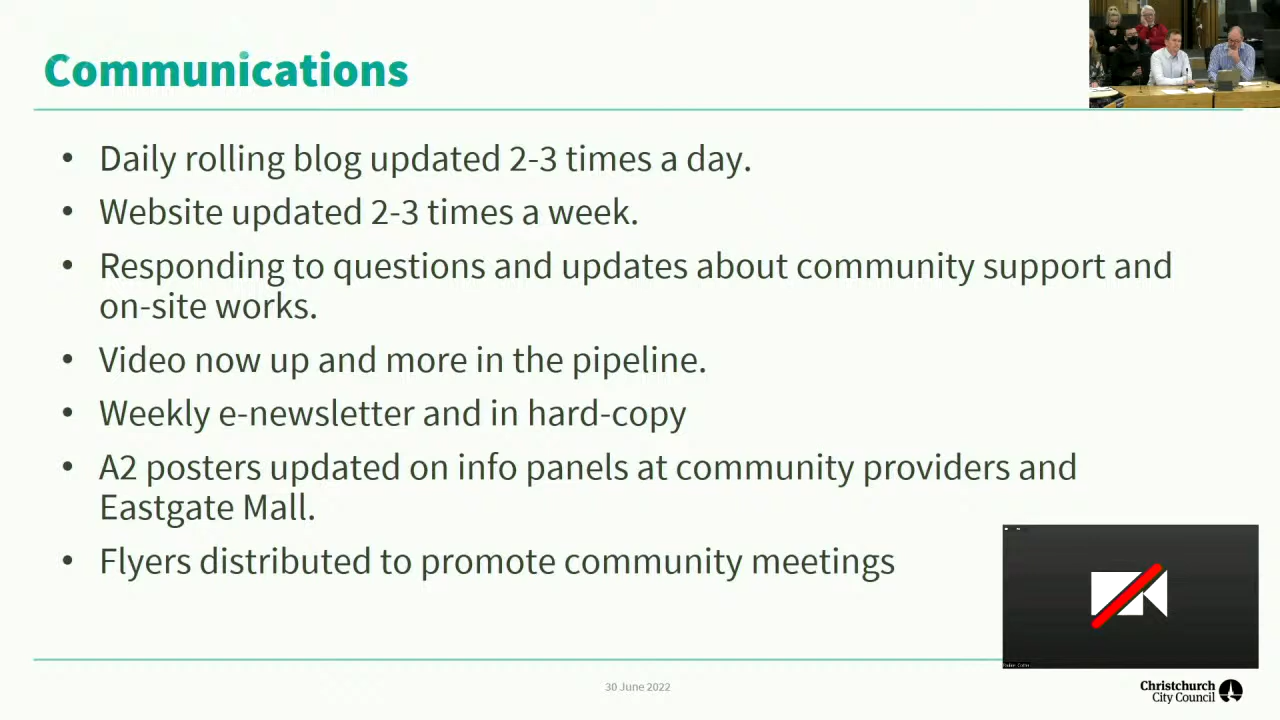 Communications
• Daily rolling blog updated 2-3 times a day.
• Website updated 2-3 times a week.
• Responding to questions and updates about community support and
on-site works.
• Video now up and more in the pipeline.
• Weekly e-newsletter and in hard-copy
• A2 posters updated on info panels at community providers and
Eastgate Mall.
• Flyers distributed to promote community meetings
30 June 2022
Christchurch
City Council